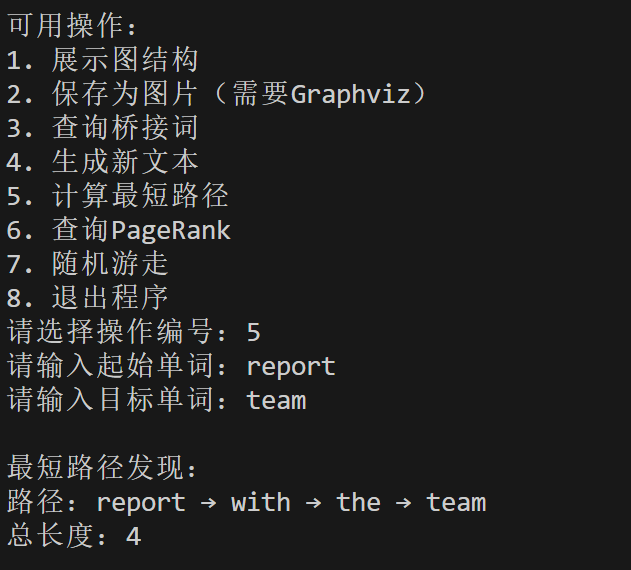 可用操作：
1. 展示图结构
2. 保存为图片（需要Graphviz）
3. 查询桥接词
4. 生成新文本
5. 计算最短路径
6. 查询PageRank
7. 随机游走
8. 退出程序
请选择操作编号：5
请输入起始单词：report
请输入目标单词：team
最短路径发现：
路径：report → with → the → team
总长度：4